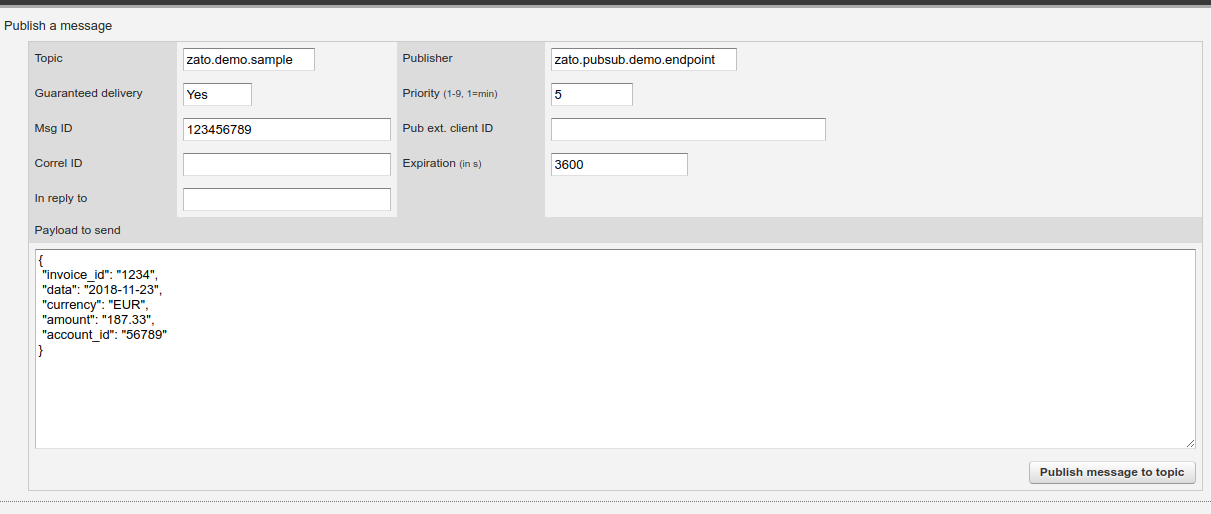 Publish a message
Topic zato.demo.sample Publisher zato.pubsub.demo.endpoint
Guaranteed delivery Yes Priority (1-9, 1=min) 5
Msg ID 123456789 Pub ext. client ID
Correl ID Expiration (in s) 3600
In reply to
Payload to send
{
"invoice_id": "1234",
"data": "2018-11-23",
"currency": "EUR",
"amount": "187.33",
"account_id": "56789"
}
Publish message to topic